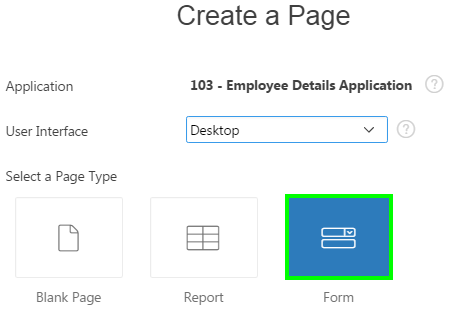 Create a Page
Application 103 - Employee Details Application ?
User Interface Desktop ?
Select a Page Type
Blank Page Report Form